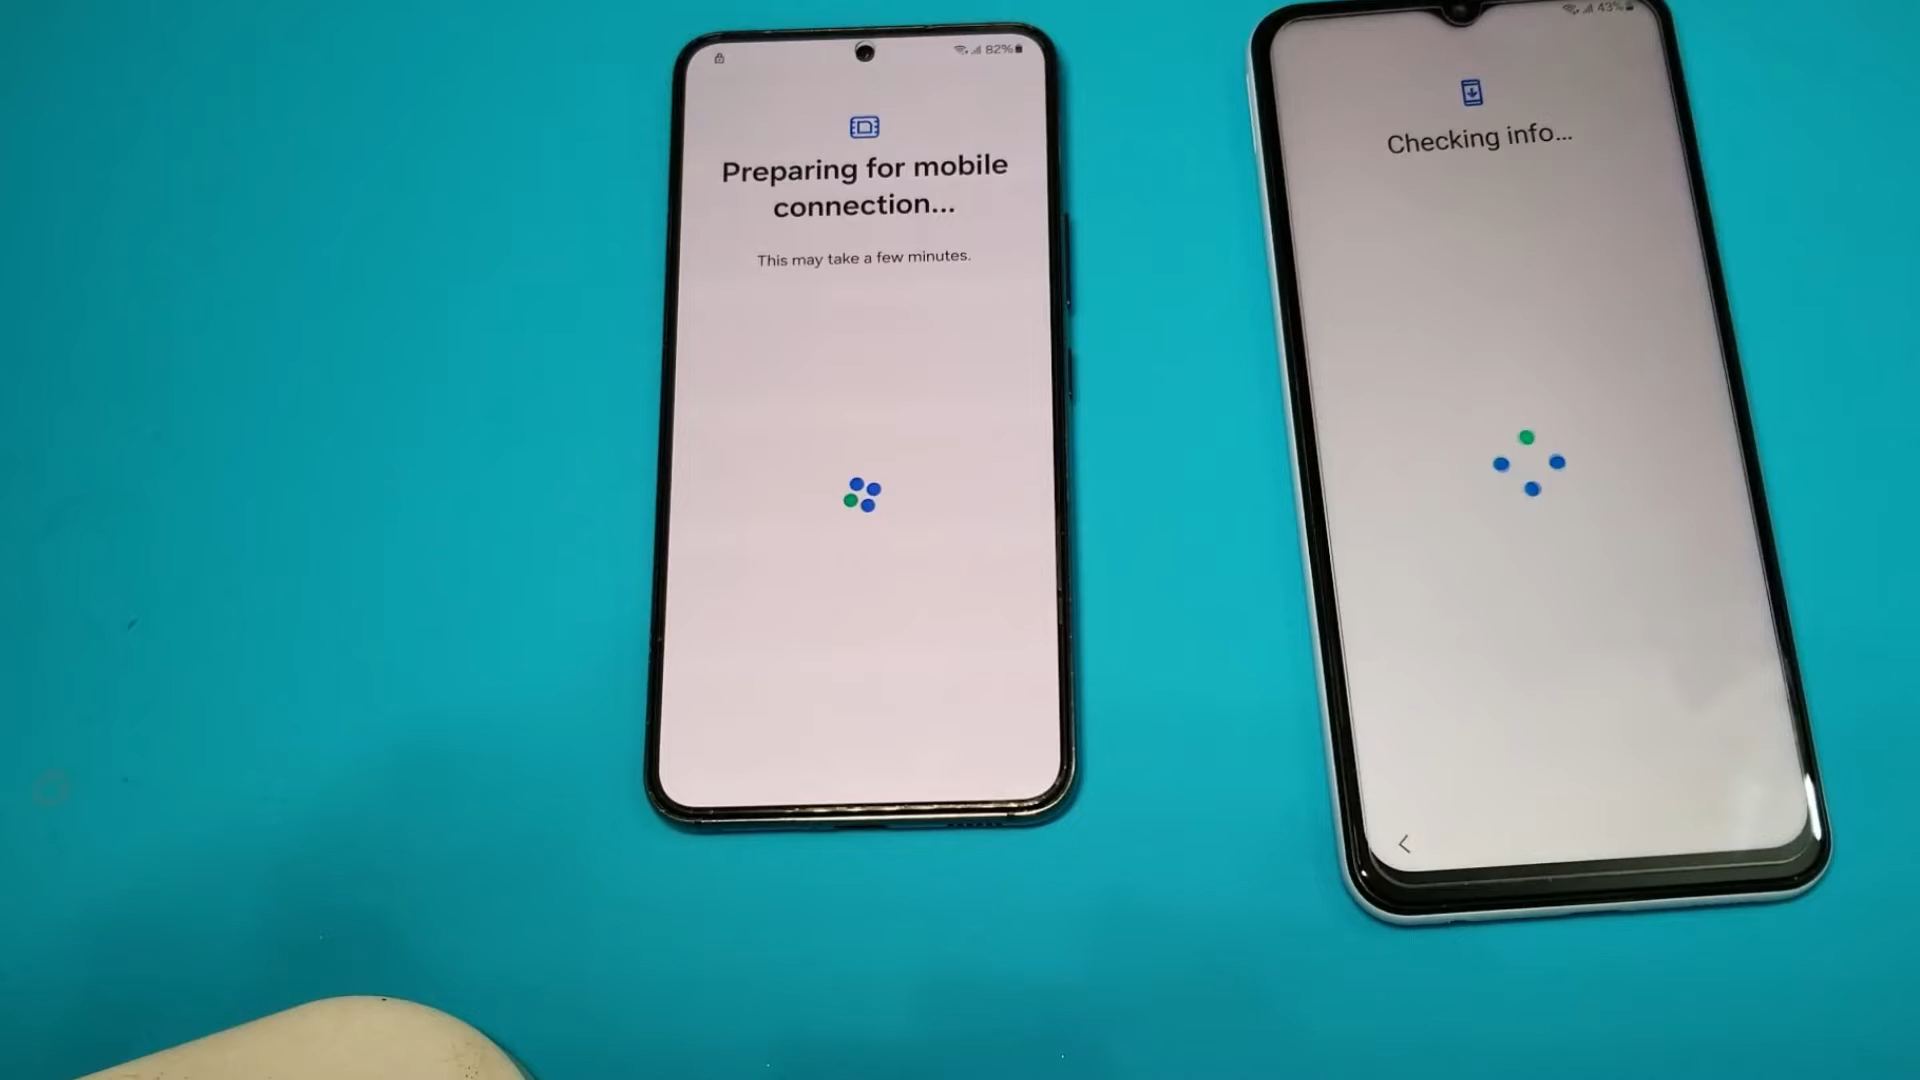 82%
Preparing for mobile
connection...
This may take a few minutes.
43%
Checking info...